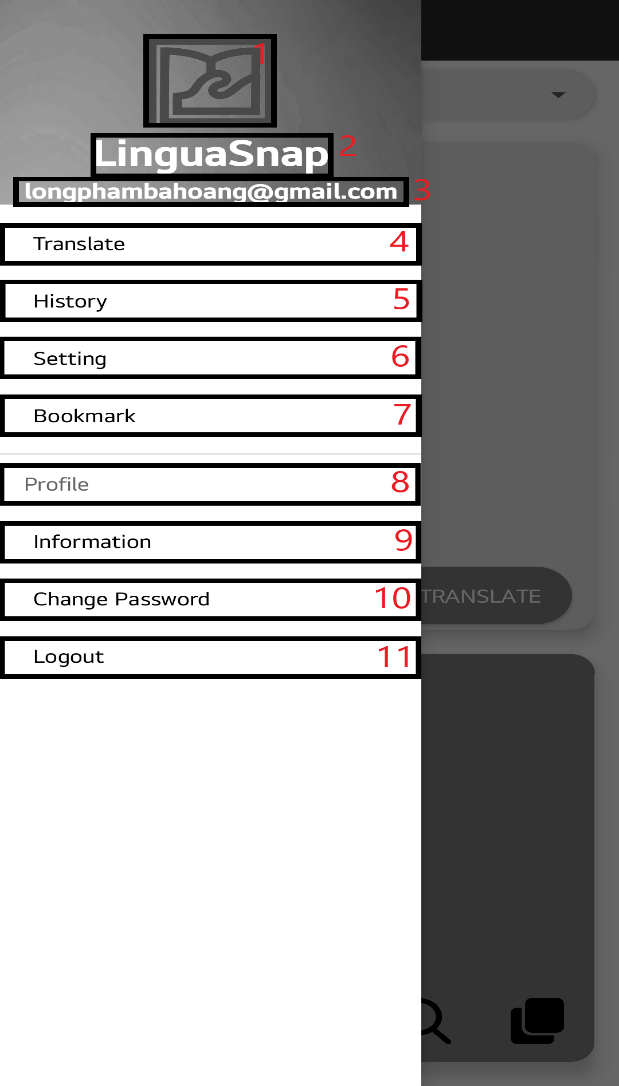 1
LinguaSnap 2
longphambahoang@gmail.com 3
Translate 4
History 5
Setting 6
Bookmark 7
Profile 8
Information 9
Change Password 10
TRANSLATE
Logout 11